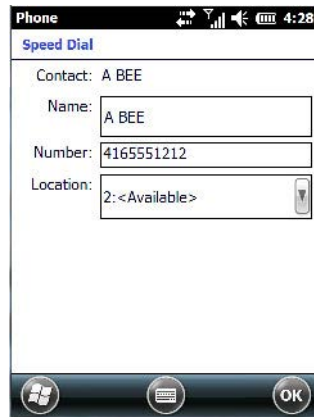 Phone 4:28
Speed Dial
Contact: A BEE
Name: A BEE
Number: 4165551212
Location: 2:<Available>
OK